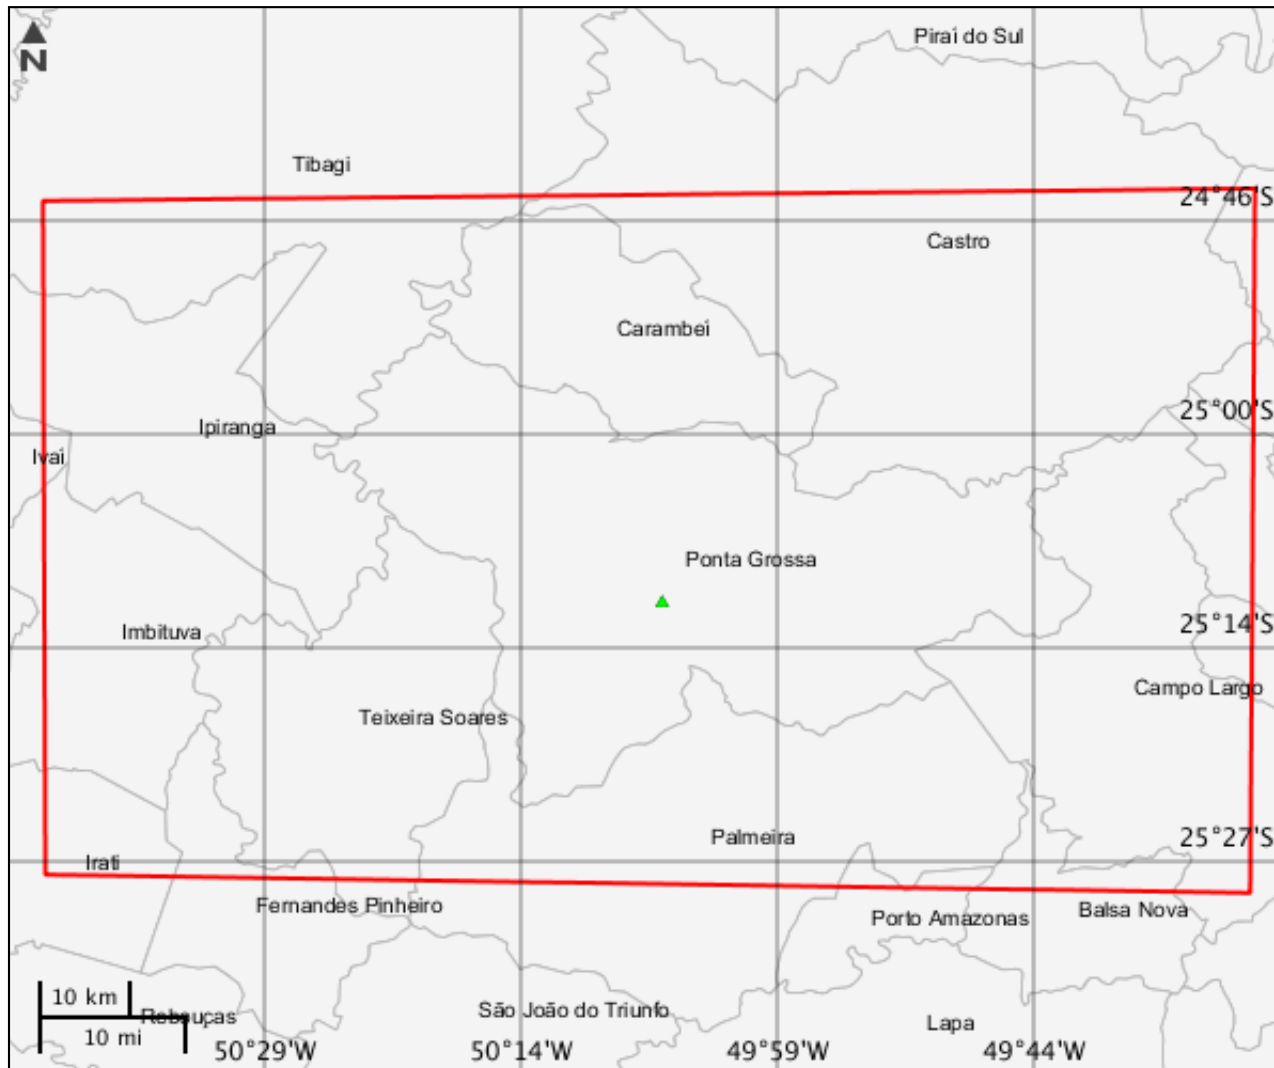 Piraí do Sul
N
Tibagi
24°46'S
Castro
Carambei
25°00'S
Ipiranga
Ivaí
Ponta Grossa
25°14'S
Imbituva
Campo Largo
Teixeira Soares
25°27'S
Palmeira
Irati
Fernandes Pinheiro
Balsa Nova
Porto Amazonas
10 km
São João do Triunfo
Rebouças
Lapa
10 mi
50°29'W
50°14'W
49°59'W
49°44'W